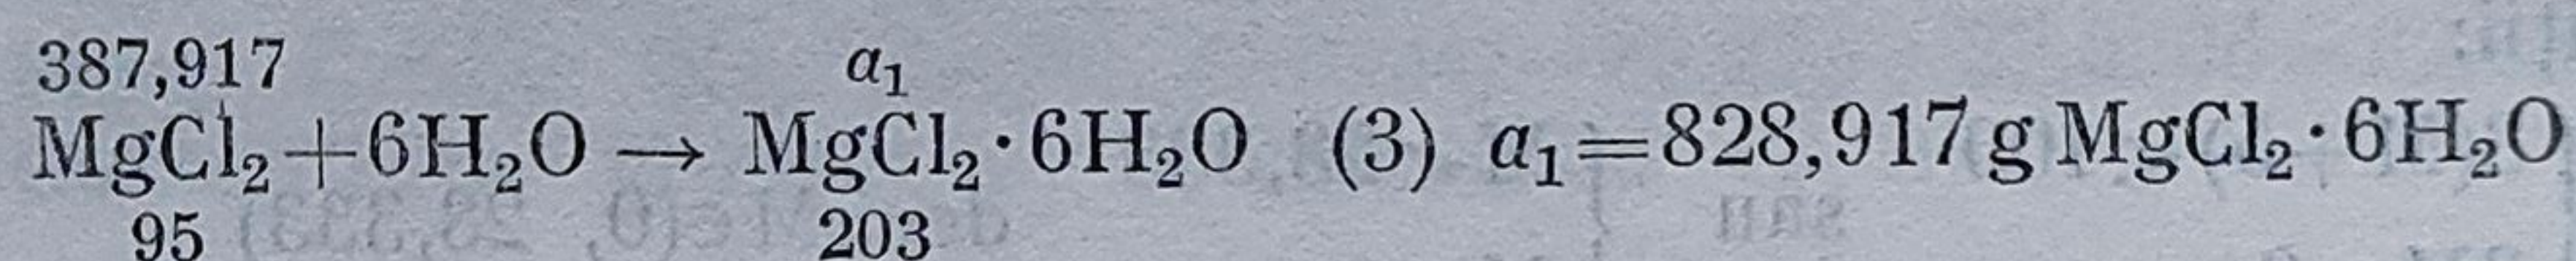 387,917 a₁
MgCl₂+6H₂O → MgCl₂·6H₂O (3) a₁=828,917 g MgCl₂·6H₂O
95 203